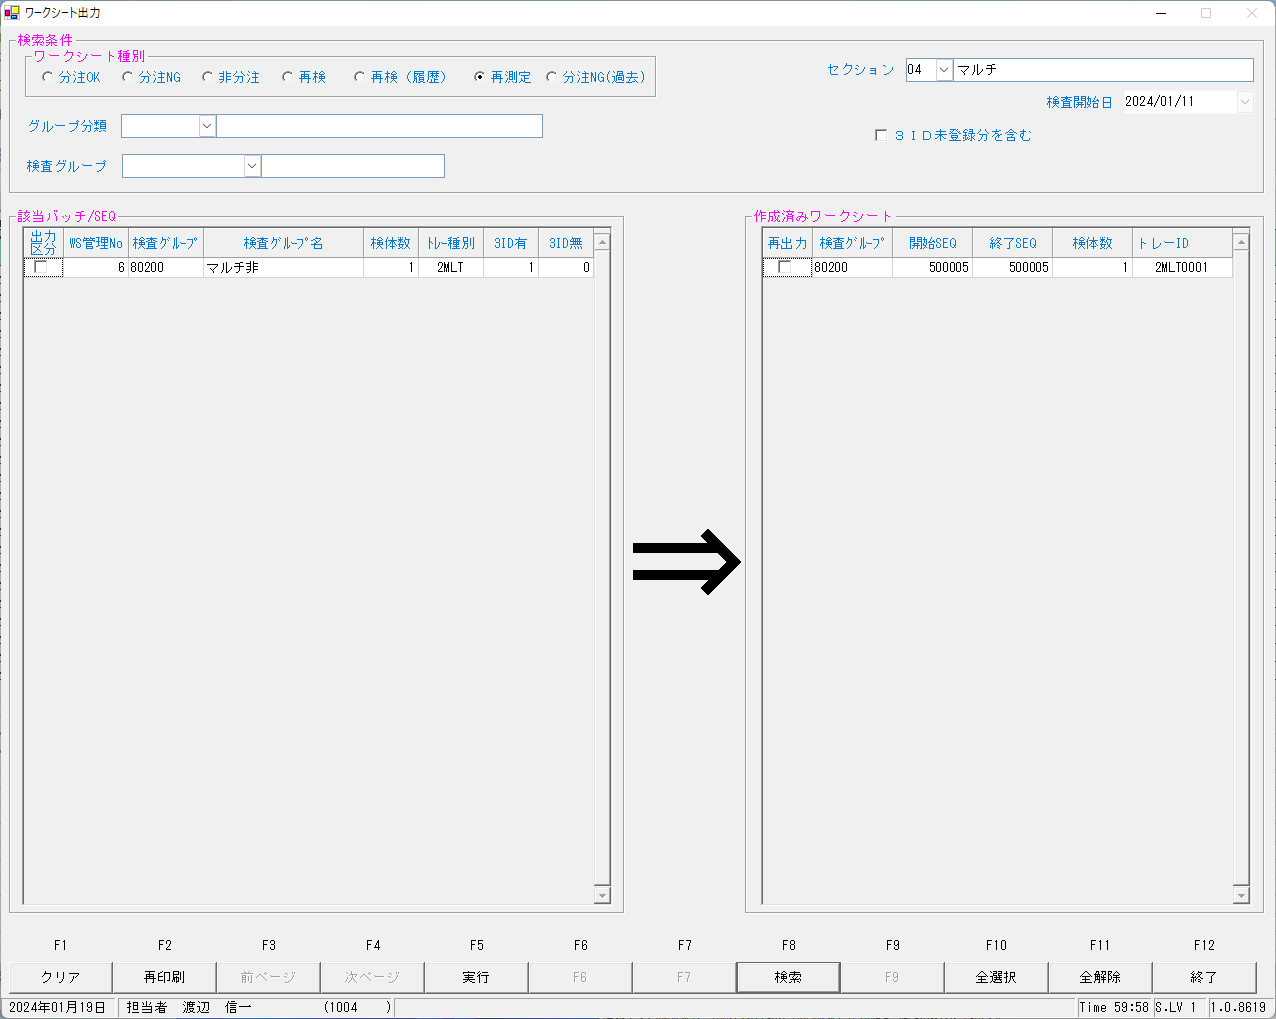 ワークシート出力
検索条件
ワークシート種別
分注OK 分注NG 非分注 再検 再検（履歴） 再測定 分注NG(過去)
セクション 04 マルチ
検査開始日 2024/01/11
グループ分類
３ＩＤ未登録分を含む
検査グループ
該当バッチ/SEQ
出力区分 WS管理No 検査ｸﾞﾙｰﾌﾟ 検査ｸﾞﾙｰﾌﾟ名 検体数 ﾄﾚｰ種別 3ID有 3ID無
6 80200 マルチ非 1 2MLT 1 0
作成済みワークシート
再出力 検査ｸﾞﾙｰﾌﾟ 開始SEQ 終了SEQ 検体数 トレーID
80200 500005 500005 1 2MLT0001
⇒
F1 F2 F3 F4 F5 F6 F7 F8 F9 F10 F11 F12
クリア 再印刷 前ページ 次ページ 実行 F6 F7 検索 F9 全選択 全解除 終了
2024年01月19日 担当者 渡辺 信一 (1004 ) Time 59:58 S.LV 1 1.0.8619